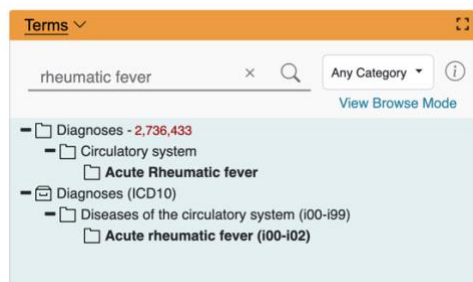 Terms
rheumatic fever × Any Category i
View Browse Mode
Diagnoses - 2,736,433
Circulatory system
Acute Rheumatic fever
Diagnoses (ICD10)
Diseases of the circulatory system (i00-i99)
Acute rheumatic fever (i00-i02)